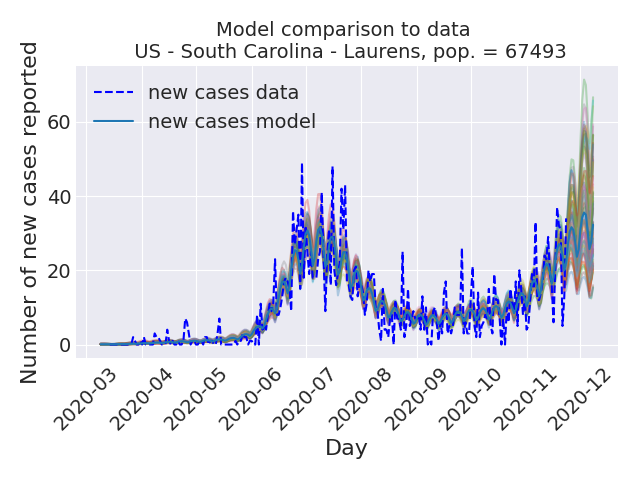 Model comparison to data
US - South Carolina - Laurens, pop. = 67493
Number of new cases reported
new cases data
new cases model
60
40
20
0
2020-03
2020-04
2020-05
2020-06
2020-07
2020-08
2020-09
2020-10
2020-11
2020-12
Day